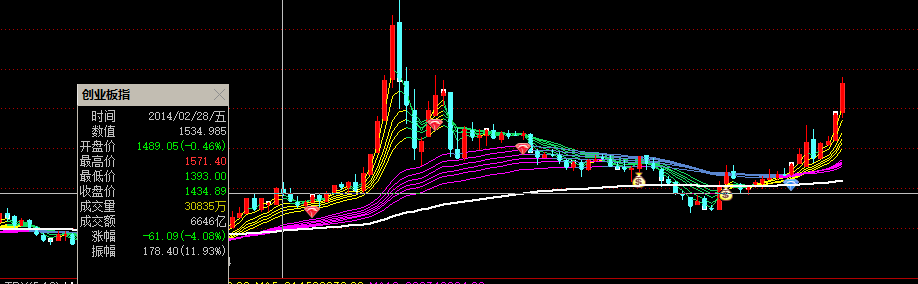 创业板指
时间 2014/02/28/五
数值 1534.985
开盘价 1489.05(-0.46%)
最高价 1571.40
最低价 1393.00
收盘价 1434.89
成交量 30835万
成交额 6646亿
涨幅 -61.09(-4.08%)
振幅 178.40(11.93%)